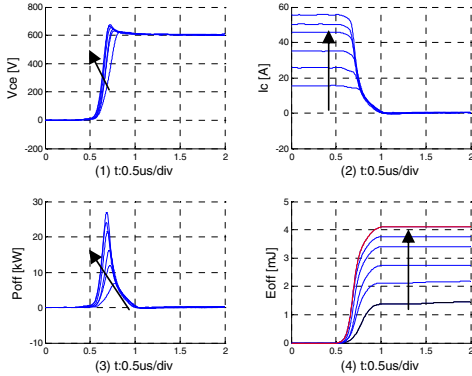 800
600
400
200
0
-200
Vce [V]
0 0.5 1 1.5 2
(1) t:0.5us/div
60
40
20
0
-20
Ic [A]
0 0.5 1 1.5 2
(2) t:0.5us/div
30
20
10
0
-10
Poff [kW]
0 0.5 1 1.5 2
(3) t:0.5us/div
5
4
3
2
1
0
Eoff [mJ]
0 0.5 1 1.5 2
(4) t:0.5us/div